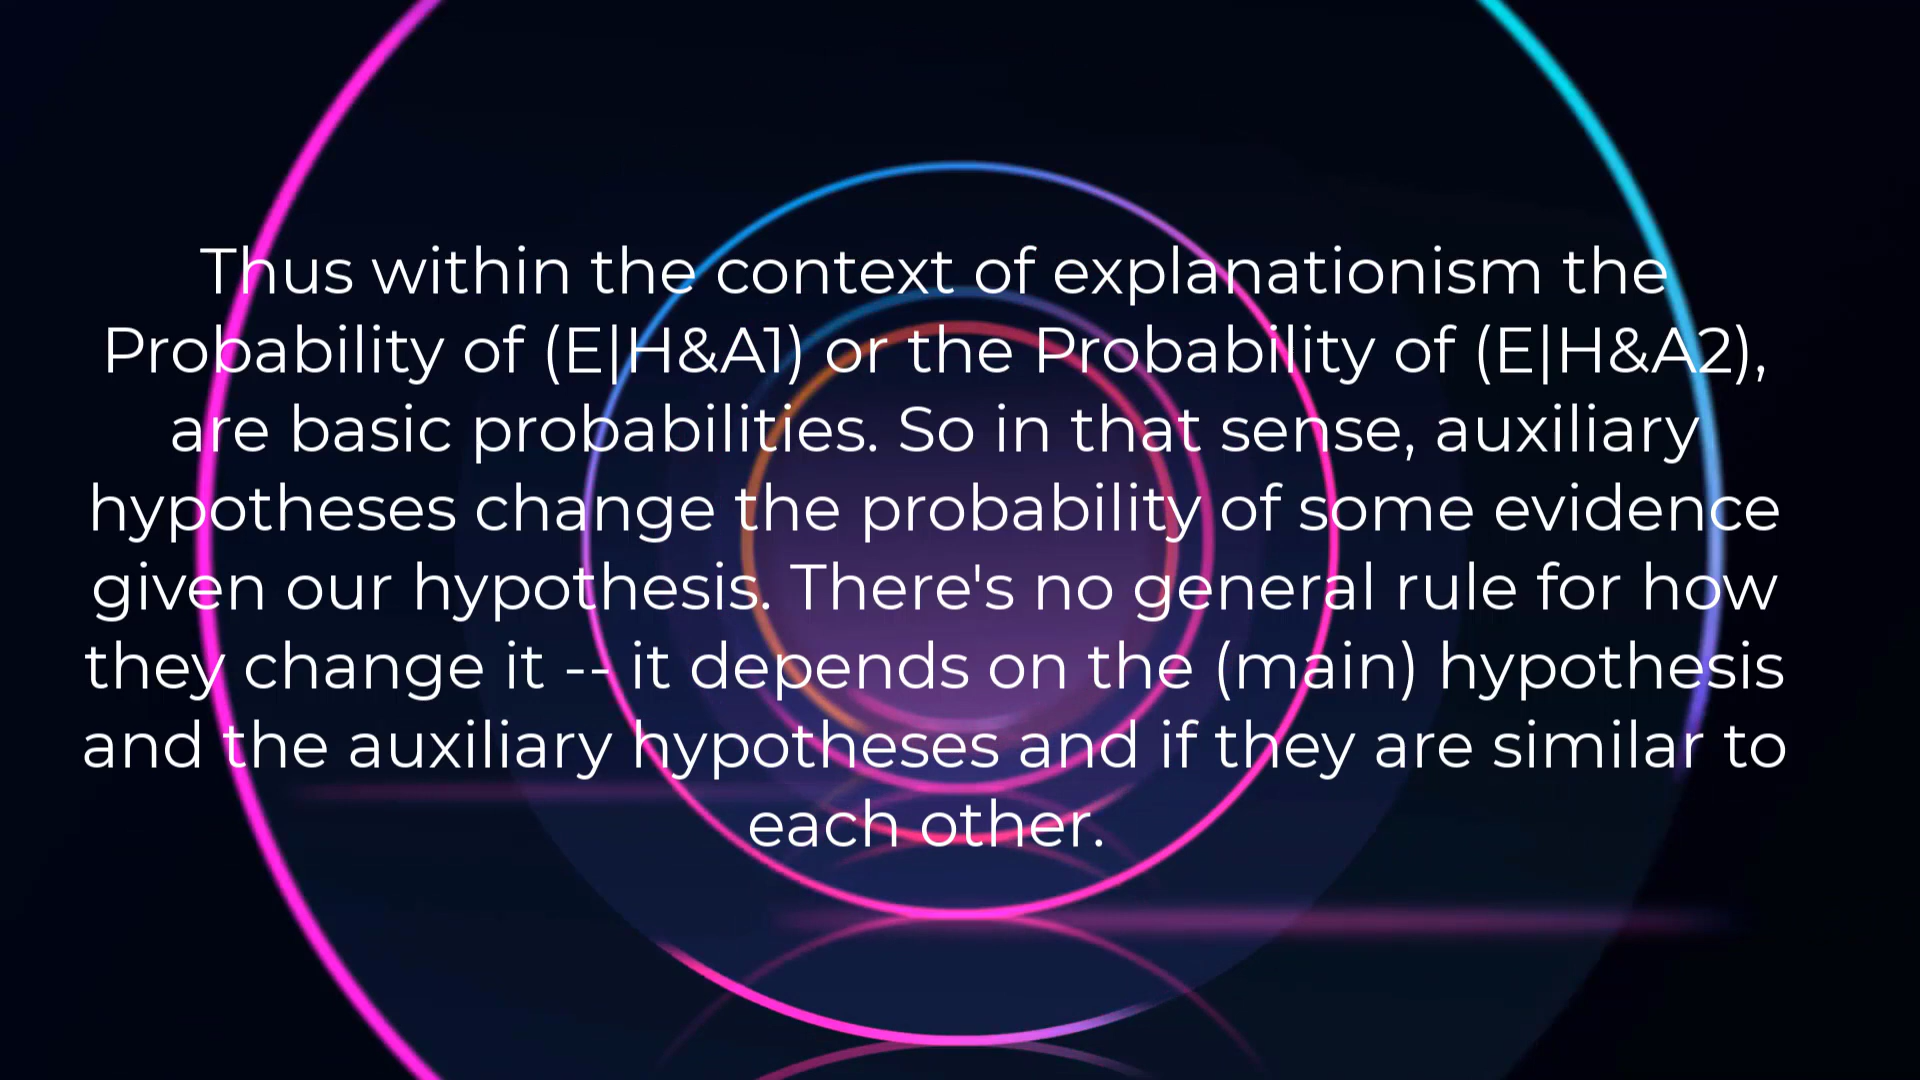 Thus within the context of explanationism the
Probability of (E|H&A1) or the Probability of (E|H&A2),
are basic probabilities. So in that sense, auxiliary
hypotheses change the probability of some evidence
given our hypothesis. There's no general rule for how
they change it -- it depends on the (main) hypothesis
and the auxiliary hypotheses and if they are similar to
each other.